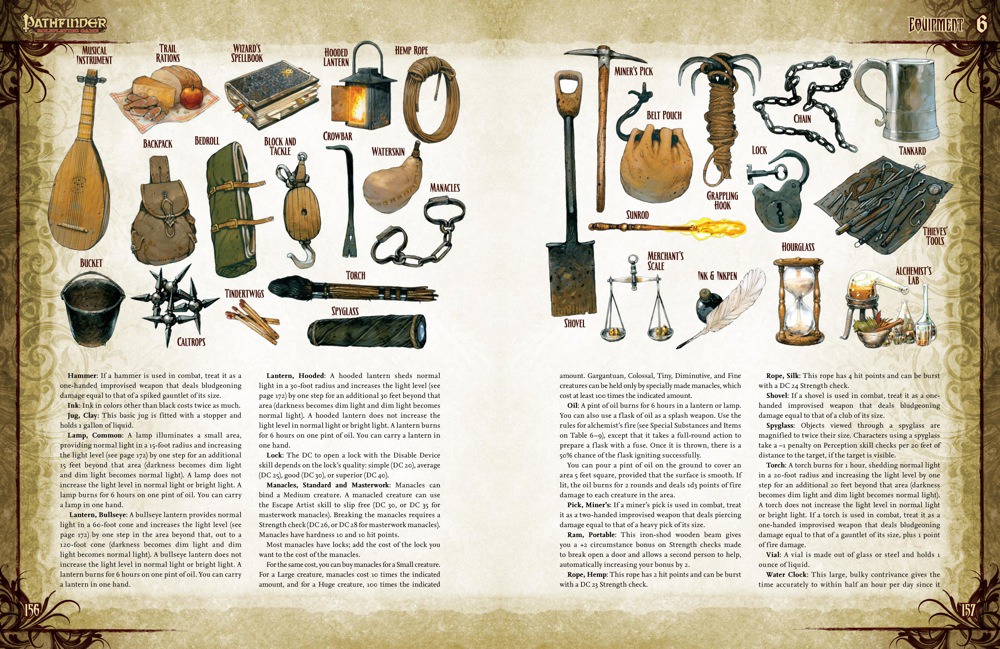 PATHFINDER
ROLEPLAYING GAME
EQUIPMENT 6
MUSICAL
INSTRUMENT
TRAIL
RATIONS
WIZARD'S
SPELLBOOK
HOODED
LANTERN
HEMP ROPE
BACKPACK
BEDROLL
BLOCK AND
TACKLE
CROWBAR
WATERSKIN
MANACLES
BUCKET
CALTROPS
TINDERTWIGS
TORCH
SPYGLASS
MINER'S PICK
BELT POUCH
GRAPPLING
HOOK
CHAIN
TANKARD
LOCK
SUNROD
THIEVES'
TOOLS
SHOVEL
MERCHANT'S
SCALE
INK & INKPEN
HOURGLASS
ALCHEMIST'S
LAB
Hammer: If a hammer is used in combat, treat it as a
one-handed improvised weapon that deals bludgeoning
damage equal to that of a spiked gauntlet of its size.
Ink: Ink in colors other than black costs twice as much.
Jug, Clay: This basic jug is fitted with a stopper and
holds 1 gallon of liquid.
Lamp, Common: A lamp illuminates a small area,
providing normal light in a 15-foot radius and increasing
the light level (see page 172) by one step for an additional
15 feet beyond that area (darkness becomes dim light
and dim light becomes normal light). A lamp does not
increase the light level in normal light or bright light. A
lamp burns for 6 hours on one pint of oil. You can carry
a lamp in one hand.
Lantern, Bullseye: A bullseye lantern provides normal
light in a 60-foot cone and increases the light level (see
page 172) by one step in the area beyond that, out to a
120-foot cone (darkness becomes dim light and dim
light becomes normal light). A bullseye lantern does not
increase the light level in normal light or bright light. A
lantern burns for 6 hours on one pint of oil. You can carry
a lantern in one hand.
Lantern, Hooded: A hooded lantern sheds normal
light in a 30-foot radius and increases the light level (see
page 172) by one step for an additional 30 feet beyond that
area (darkness becomes dim light and dim light becomes
normal light). A hooded lantern does not increase the
light level in normal light or bright light. A lantern burns
for 6 hours on one pint of oil. You can carry a lantern in
one hand.
Lock: The DC to open a lock with the Disable Device
skill depends on the lock's quality: simple (DC 20), average
(DC 25), good (DC 30), or superior (DC 40).
Manacles, Standard and Masterwork: Manacles can
bind a Medium creature. A manacled creature can use
the Escape Artist skill to slip free (DC 30, or DC 35 for
masterwork manacles). Breaking the manacles requires a
Strength check (DC 26, or DC 28 for masterwork manacles).
Manacles have hardness 10 and 10 hit points.
Most manacles have locks; add the cost of the lock you
want to the cost of the manacles.
For the same cost, you can buy manacles for a Small creature.
For a Large creature, manacles cost 10 times the indicated
amount, and for a Huge creature, 100 times the indicated
amount. Gargantuan, Colossal, Tiny, Diminutive, and Fine
creatures can be held only by specially made manacles, which
cost at least 100 times the indicated amount.
Oil: A pint of oil burns for 6 hours in a lantern or lamp.
You can also use a flask of oil as a splash weapon. Use the
rules for alchemist's fire (see Special Substances and Items
on Table 6–9), except that it takes a full-round action to
prepare a flask with a fuse. Once it is thrown, there is a
50% chance of the flask igniting successfully.
You can pour a pint of oil on the ground to cover an
area 5 feet square, provided that the surface is smooth. If
lit, the oil burns for 2 rounds and deals 1d3 points of fire
damage to each creature in the area.
Pick, Miner's: If a miner's pick is used in combat, treat
it as a two-handed improvised weapon that deals piercing
damage equal to that of a heavy pick of its size.
Ram, Portable: This iron-shod wooden beam gives
you a +2 circumstance bonus on Strength checks made
to break open a door and allows a second person to help,
automatically increasing your bonus by 2.
Rope, Hemp: This rope has 2 hit points and can be burst
with a DC 23 Strength check.
Rope, Silk: This rope has 4 hit points and can be burst
with a DC 24 Strength check.
Shovel: If a shovel is used in combat, treat it as a one-
handed improvised weapon that deals bludgeoning
damage equal to that of a club of its size.
Spyglass: Objects viewed through a spyglass are
magnified to twice their size. Characters using a spyglass
take a –1 penalty on Perception skill checks per 20 feet of
distance to the target, if the target is visible.
Torch: A torch burns for 1 hour, shedding normal light
in a 20-foot radius and increasing the light level by one
step for an additional 20 feet beyond that area (darkness
becomes dim light and dim light becomes normal light).
A torch does not increase the light level in normal light
or bright light. If a torch is used in combat, treat it as a
one-handed improvised weapon that deals bludgeoning
damage equal to that of a gauntlet of its size, plus 1 point
of fire damage.
Vial: A vial is made out of glass or steel and holds 1
ounce of liquid.
Water Clock: This large, bulky contrivance gives the
time accurately to within half an hour per day since it
156
157